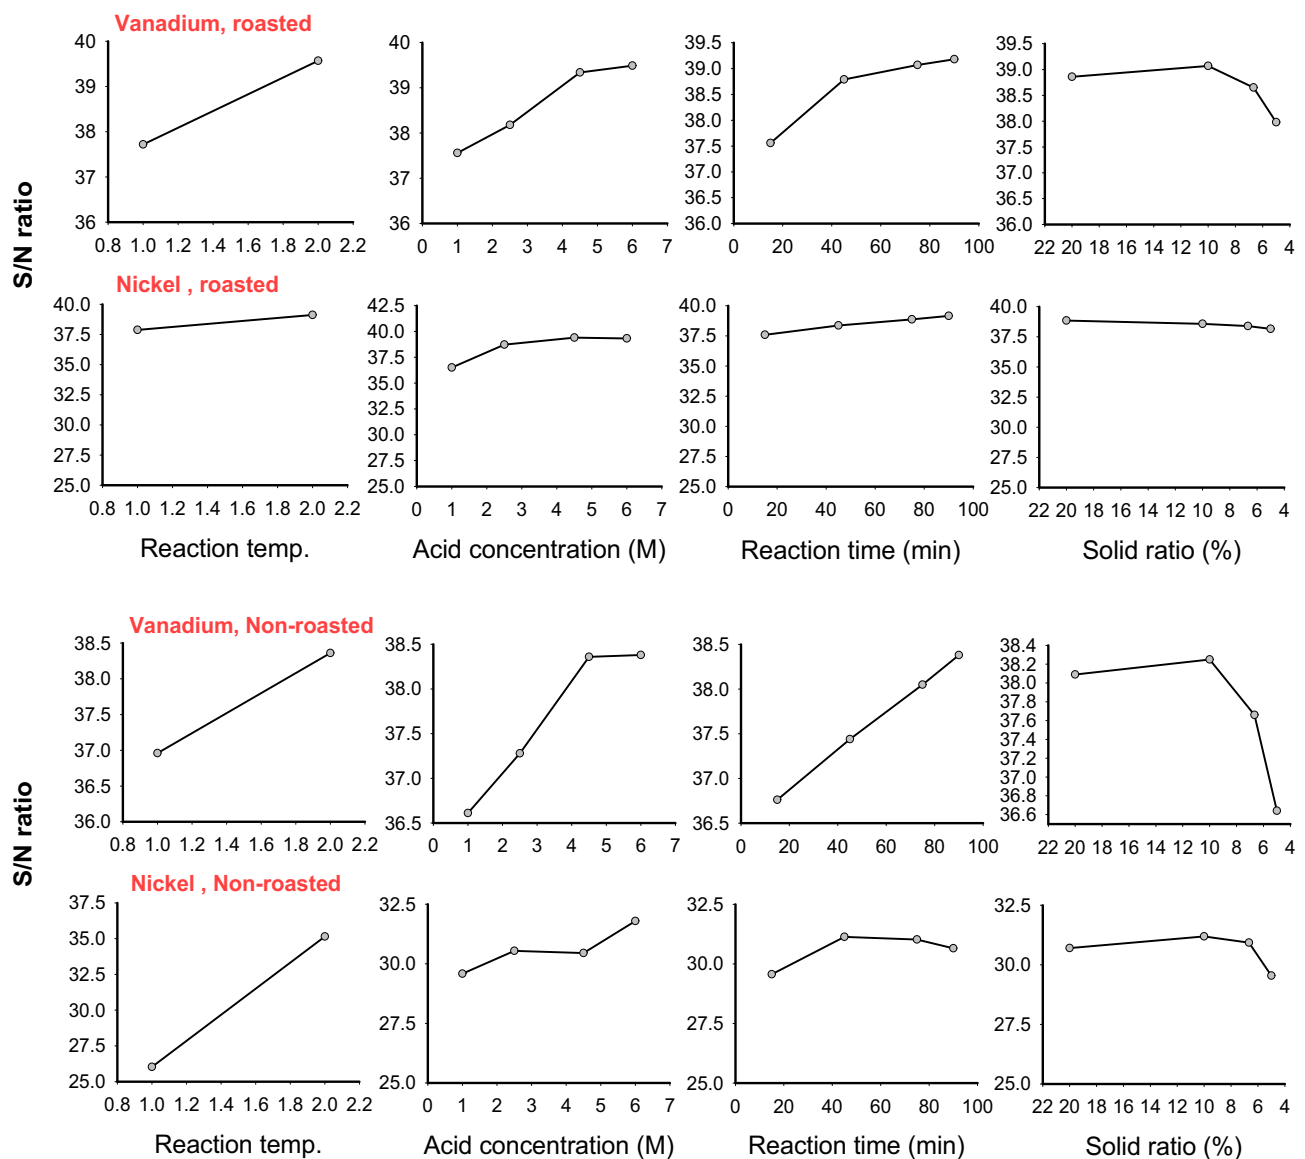 Vanadium, roasted
40 39 38 37 36
0.8 1.0 1.2 1.4 1.6 1.8 2.0 2.2
40 39 38 37 36
0 1 2 3 4 5 6 7
39.5 39.0 38.5 38.0 37.5 37.0 36.5 36.0
0 20 40 60 80 100
39.5 39.0 38.5 38.0 37.5 37.0 36.5 36.0
22 20 18 16 14 12 10 8 6 4
S/N ratio
Nickel , roasted
40.0 37.5 35.0 32.5 30.0 27.5 25.0
0.8 1.0 1.2 1.4 1.6 1.8 2.0 2.2
42.5 40.0 37.5 35.0 32.5 30.0 27.5 25.0
0 1 2 3 4 5 6 7
40.0 37.5 35.0 32.5 30.0 27.5 25.0
0 20 40 60 80 100
40.0 37.5 35.0 32.5 30.0 27.5 25.0
22 20 18 16 14 12 10 8 6 4
Reaction temp.
Acid concentration (M)
Reaction time (min)
Solid ratio (%)
Vanadium, Non-roasted
38.5 38.0 37.5 37.0 36.5 36.0
0.8 1.0 1.2 1.4 1.6 1.8 2.0 2.2
38.5 38.0 37.5 37.0 36.5
0 1 2 3 4 5 6 7
38.5 38.0 37.5 37.0 36.5
0 20 40 60 80 100
38.4 38.2 38.0 37.8 37.6 37.4 37.2 37.0 36.8 36.6
22 20 18 16 14 12 10 8 6 4
S/N ratio
Nickel , Non-roasted
37.5 35.0 32.5 30.0 27.5 25.0
0.8 1.0 1.2 1.4 1.6 1.8 2.0 2.2
32.5 30.0 27.5 25.0
0 1 2 3 4 5 6 7
32.5 30.0 27.5 25.0
0 20 40 60 80 100
32.5 30.0 27.5 25.0
22 20 18 16 14 12 10 8 6 4
Reaction temp.
Acid concentration (M)
Reaction time (min)
Solid ratio (%)